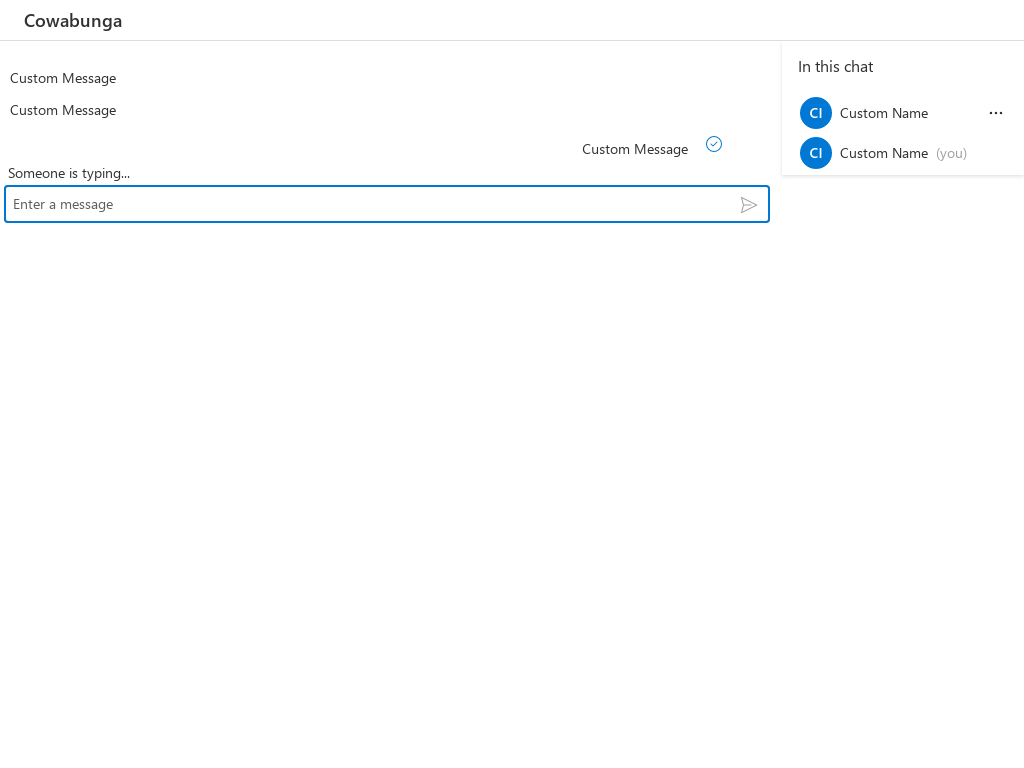 Cowabunga
Custom Message
Custom Message
Custom Message
Someone is typing...
Enter a message
In this chat
CI Custom Name
CI Custom Name (you)